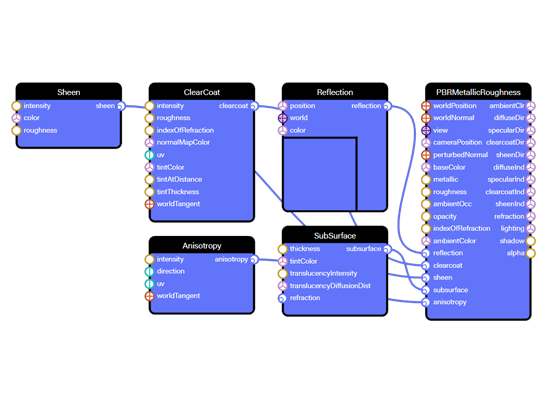 Sheen
intensity sheen
color
roughness
ClearCoat
intensity clearcoat
roughness
indexOfRefraction
normalMapColor
uv
tintColor
tintAtDistance
tintThickness
worldTangent
Anisotropy
intensity anisotropy
direction
uv
worldTangent
Reflection
position reflection
world
color
SubSurface
thickness subsurface
tintColor
translucencyIntensity
translucencyDiffusionDist
refraction
PBRMetallicRoughness
worldPosition ambientClr
worldNormal diffuseDir
view specularDir
cameraPosition clearcoatDir
perturbedNormal sheenDir
baseColor diffuseInd
metallic specularInd
roughness clearcoatInd
ambientOcc sheenInd
opacity refraction
indexOfRefraction lighting
ambientColor shadow
reflection alpha
clearcoat
sheen
subsurface
anisotropy